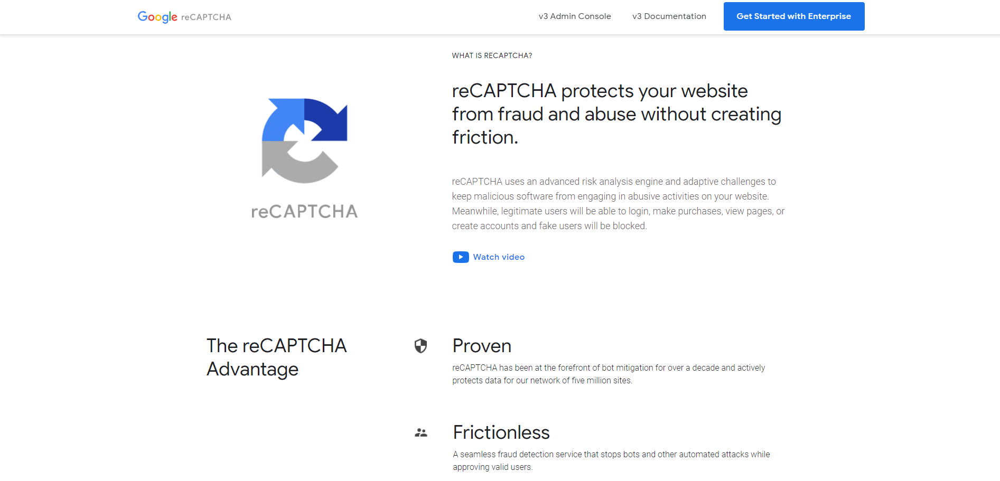 Google reCAPTCHA
v3 Admin Console
v3 Documentation
Get Started with Enterprise
WHAT IS RECAPTCHA?
reCAPTCHA protects your website
from fraud and abuse without creating
friction.
reCAPTCHA
reCAPTCHA uses an advanced risk analysis engine and adaptive challenges to
keep malicious software from engaging in abusive activities on your website.
Meanwhile, legitimate users will be able to login, make purchases, view pages, or
create accounts and fake users will be blocked.
Watch video
The reCAPTCHA
Advantage
Proven
reCAPTCHA has been at the forefront of bot mitigation for over a decade and actively
protects data for our network of five million sites.
Frictionless
A seamless fraud detection service that stops bots and other automated attacks while
approving valid users.